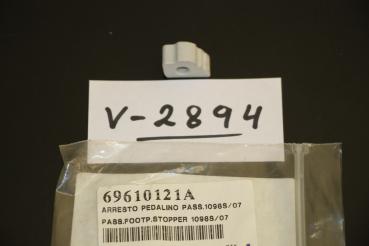 V-2894
69610121A
ARRESTO PEDALINO PASS.1098S/07
PASS.FOOTP.STOPPER 1098S/07